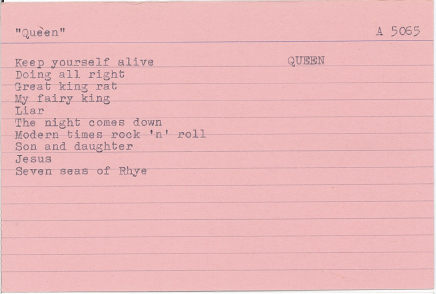 "Queen" A 5065
Keep yourself alive QUEEN
Doing all right
Great king rat
My fairy king
Liar
The night comes down
Modern times rock 'n' roll
Son and daughter
Jesus
Seven seas of Rhye